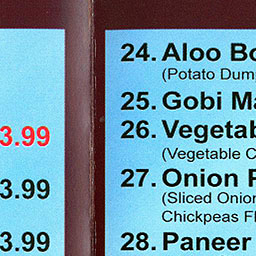 3.99
3.99
3.99
24. Aloo Bo
(Potato Dum
25. Gobi Ma
26. Vegetab
(Vegetable C
27. Onion P
(Sliced Onion
Chickpeas Fl
28. Paneer